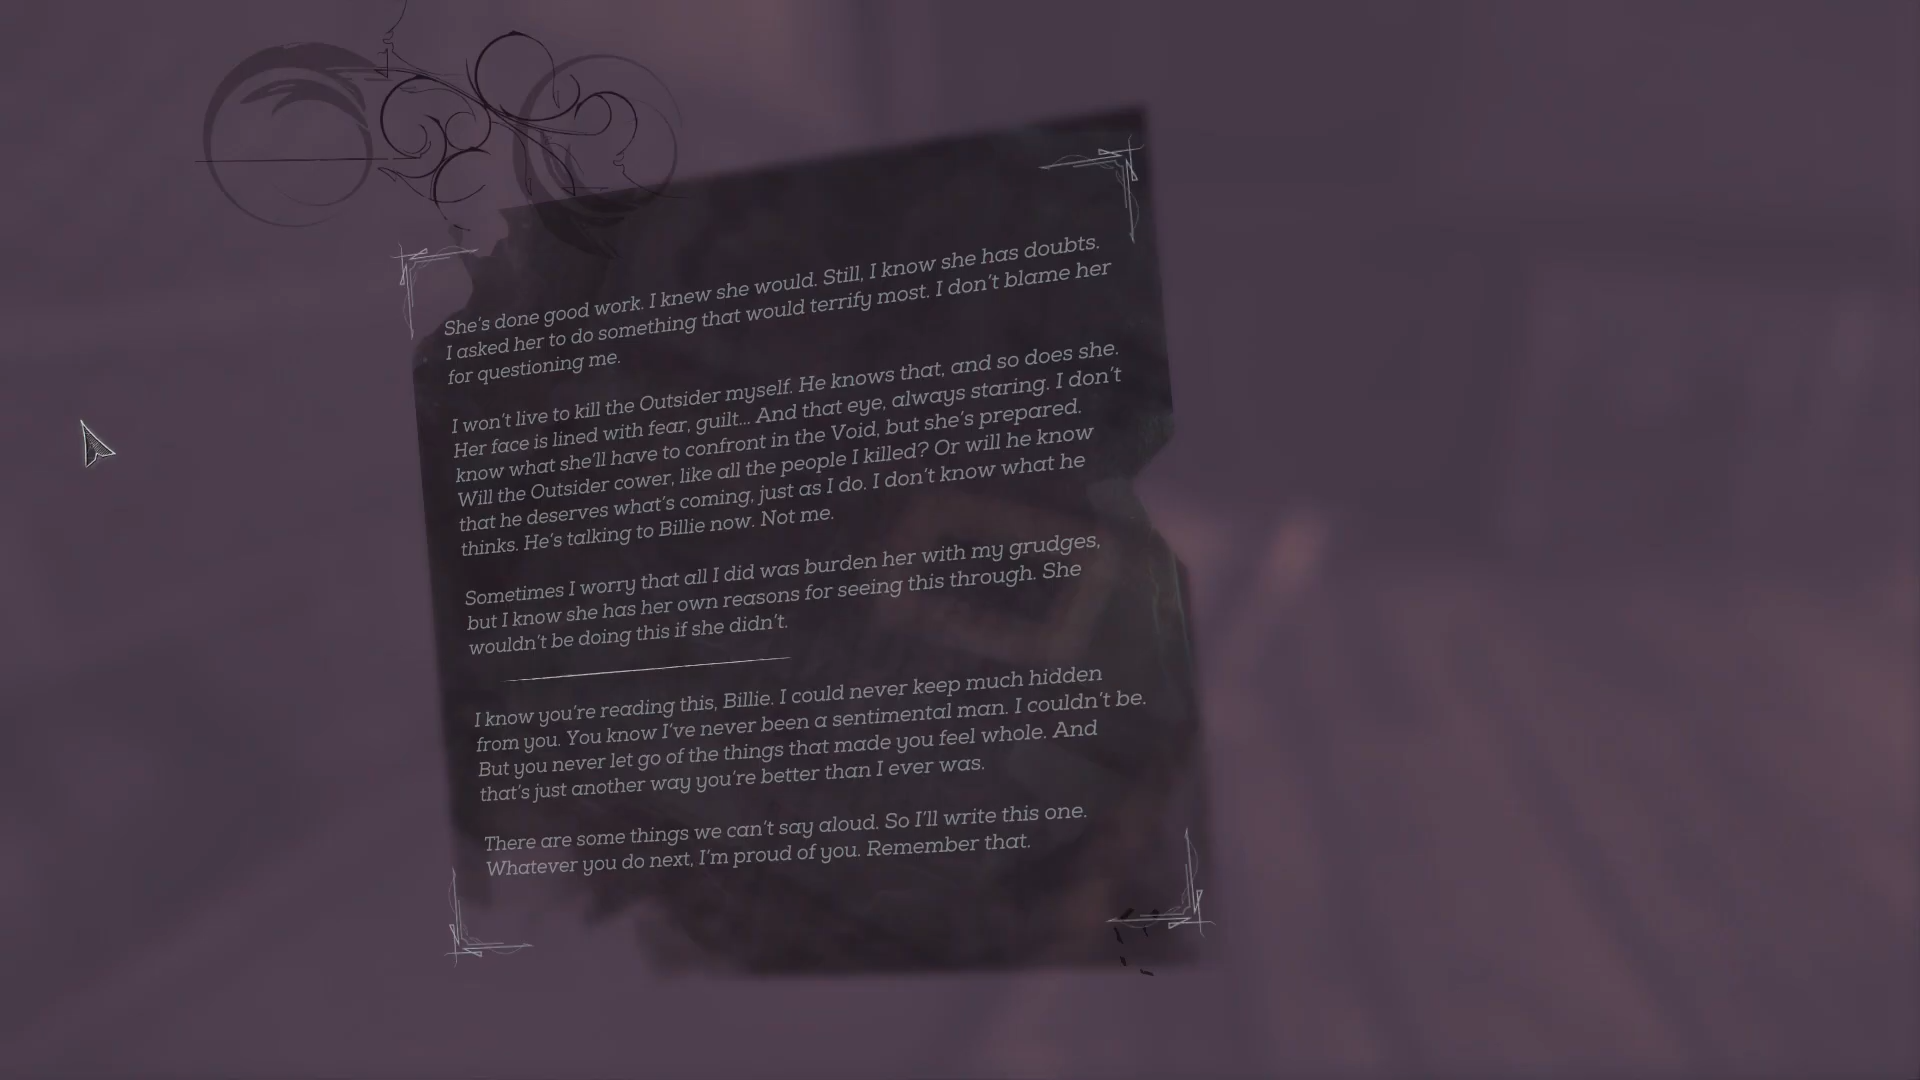 She's done good work. I knew she would. Still, I know she has doubts.
I asked her to do something that would terrify most. I don't blame her
for questioning me.
I won't live to kill the Outsider myself. He knows that, and so does she.
Her face is lined with fear, guilt... And that eye, always staring. I don't
know what she'll have to confront in the Void, but she's prepared.
Will the Outsider cower, like all the people I killed? Or will he know
that he deserves what's coming, just as I do. I don't know what he
thinks. He's talking to Billie now. Not me.
Sometimes I worry that all I did was burden her with my grudges,
but I know she has her own reasons for seeing this through. She
wouldn't be doing this if she didn't.
I know you're reading this, Billie. I could never keep much hidden
from you. You know I've never been a sentimental man. I couldn't be.
But you never let go of the things that made you feel whole. And
that's just another way you're better than I ever was.
There are some things we can't say aloud. So I'll write this one.
Whatever you do next, I'm proud of you. Remember that.